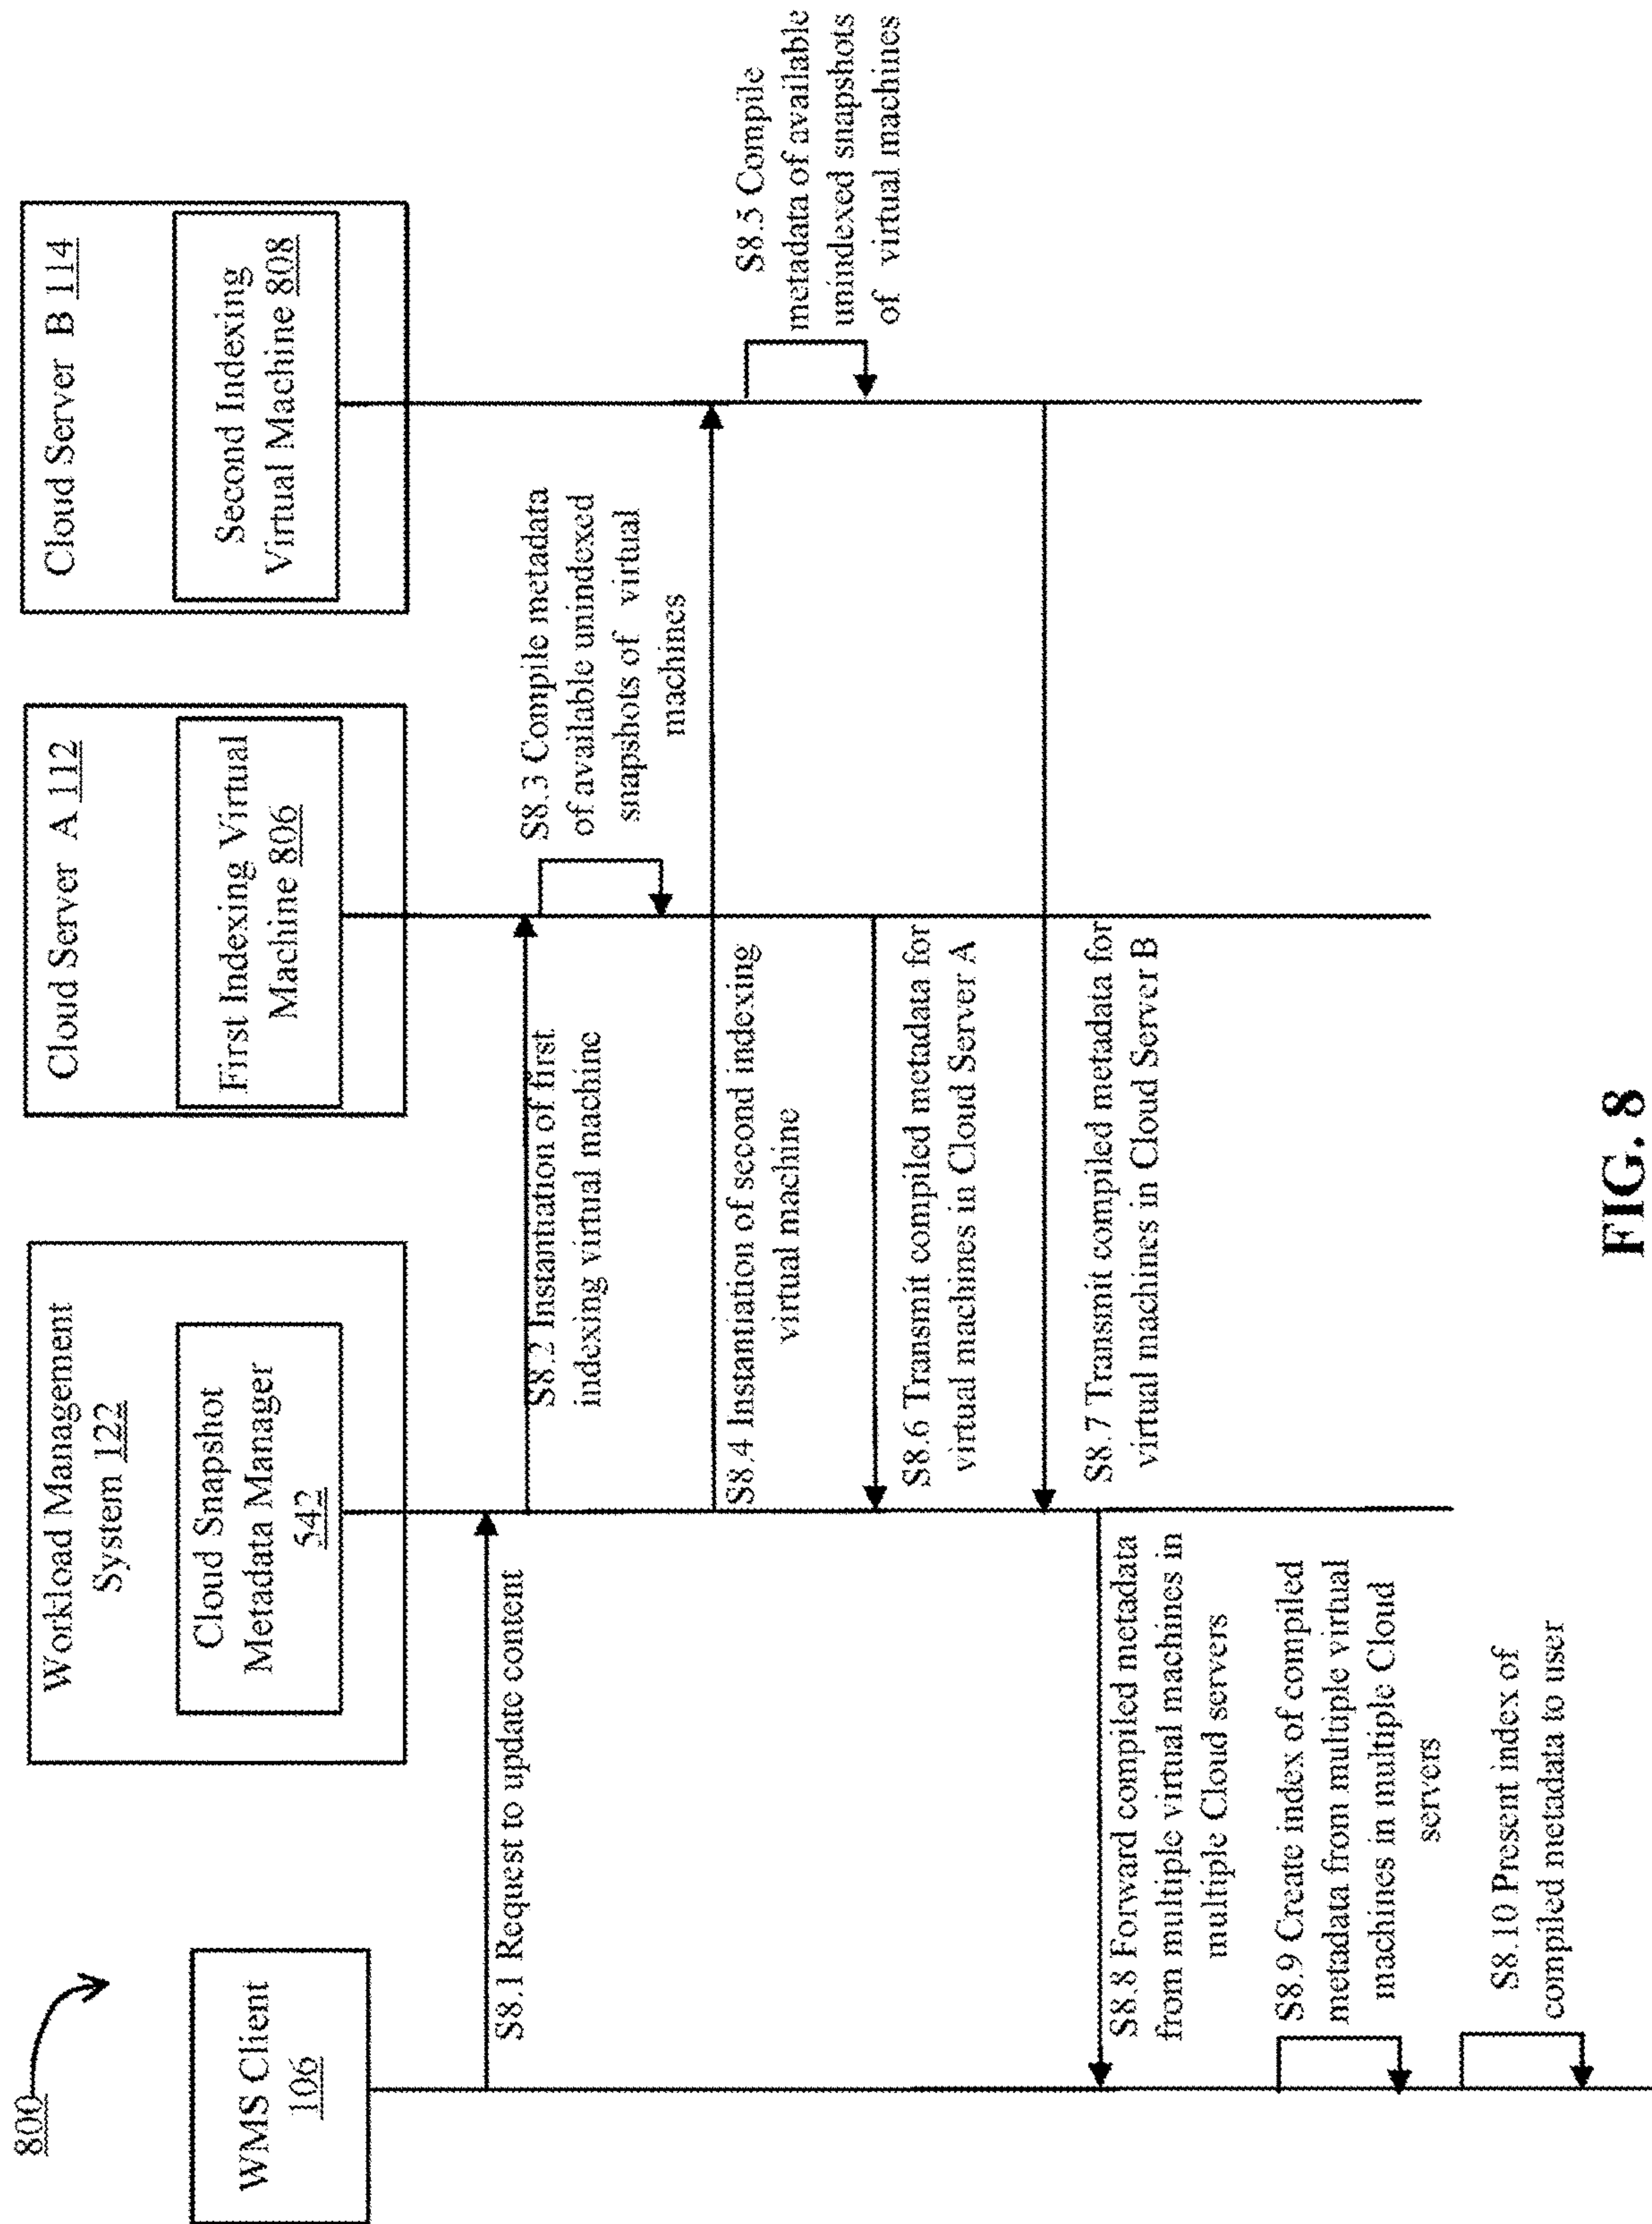 800
WMS Client
106
Workload Management
System 122
Cloud Snapshot
Metadata Manager
542
Cloud Server A 112
First Indexing Virtual
Machine 806
Cloud Server B 114
Second Indexing
Virtual Machine 808
S8.1 Request to update content
S8.2 Instantiation of first
indexing virtual machine
S8.3 Compile metadata
of available unindexed
snapshots of virtual
machines
S8.4 Instantiation of second indexing
virtual machine
S8.5 Compile
metadata of available
unindexed snapshots
of virtual machines
S8.6 Transmit compiled metadata for
virtual machines in Cloud Server A
S8.7 Transmit compiled metadata for
virtual machines in Cloud Server B
S8.8 Forward compiled metadata
from multiple virtual machines in
multiple Cloud servers
S8.9 Create index of compiled
metadata from multiple virtual
machines in multiple Cloud
servers
S8.10 Present index of
compiled metadata to user
FIG. 8